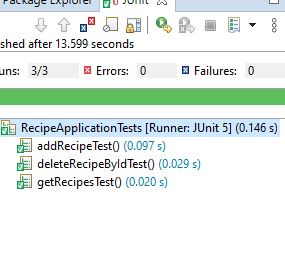 Package Explorer JUnit
shed after 13.599 seconds
uns: 3/3 Errors: 0 Failures: 0
RecipeApplicationTests [Runner: JUnit 5] (0.146 s)
addRecipeTest() (0.097 s)
deleteRecipeByIdTest() (0.029 s)
getRecipesTest() (0.020 s)